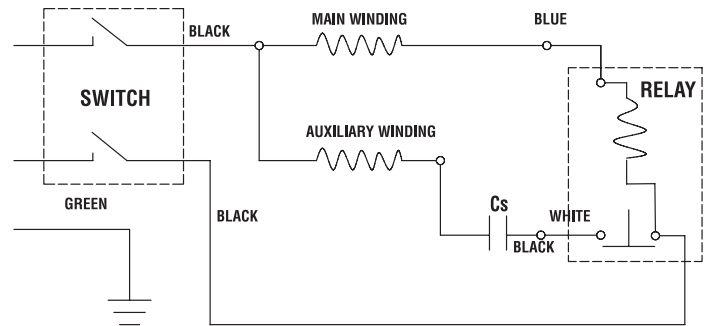 MAIN WINDING
BLUE
BLACK
RELAY
SWITCH
AUXILIARY WINDING
GREEN
BLACK
Cs
WHITE
BLACK